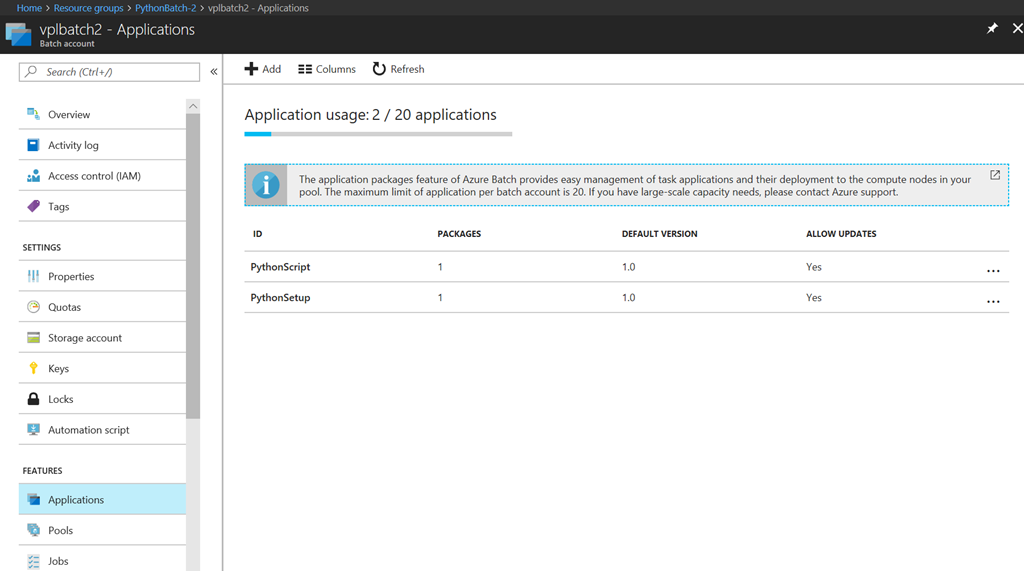 Home > Resource groups > PythonBatch-2 > vplbatch2 - Applications
vplbatch2 - Applications
Batch account
Search (Ctrl+/)
«
Overview
Activity log
Access control (IAM)
Tags
SETTINGS
Properties
Quotas
Storage account
Keys
Locks
Automation script
FEATURES
Applications
Pools
Jobs
Add Columns Refresh
Application usage: 2 / 20 applications
The application packages feature of Azure Batch provides easy management of task applications and their deployment to the compute nodes in your
pool. The maximum limit of application per batch account is 20. If you have large-scale capacity needs, please contact Azure support.
ID PACKAGES DEFAULT VERSION ALLOW UPDATES
PythonScript 1 1.0 Yes ...
PythonSetup 1 1.0 Yes ...